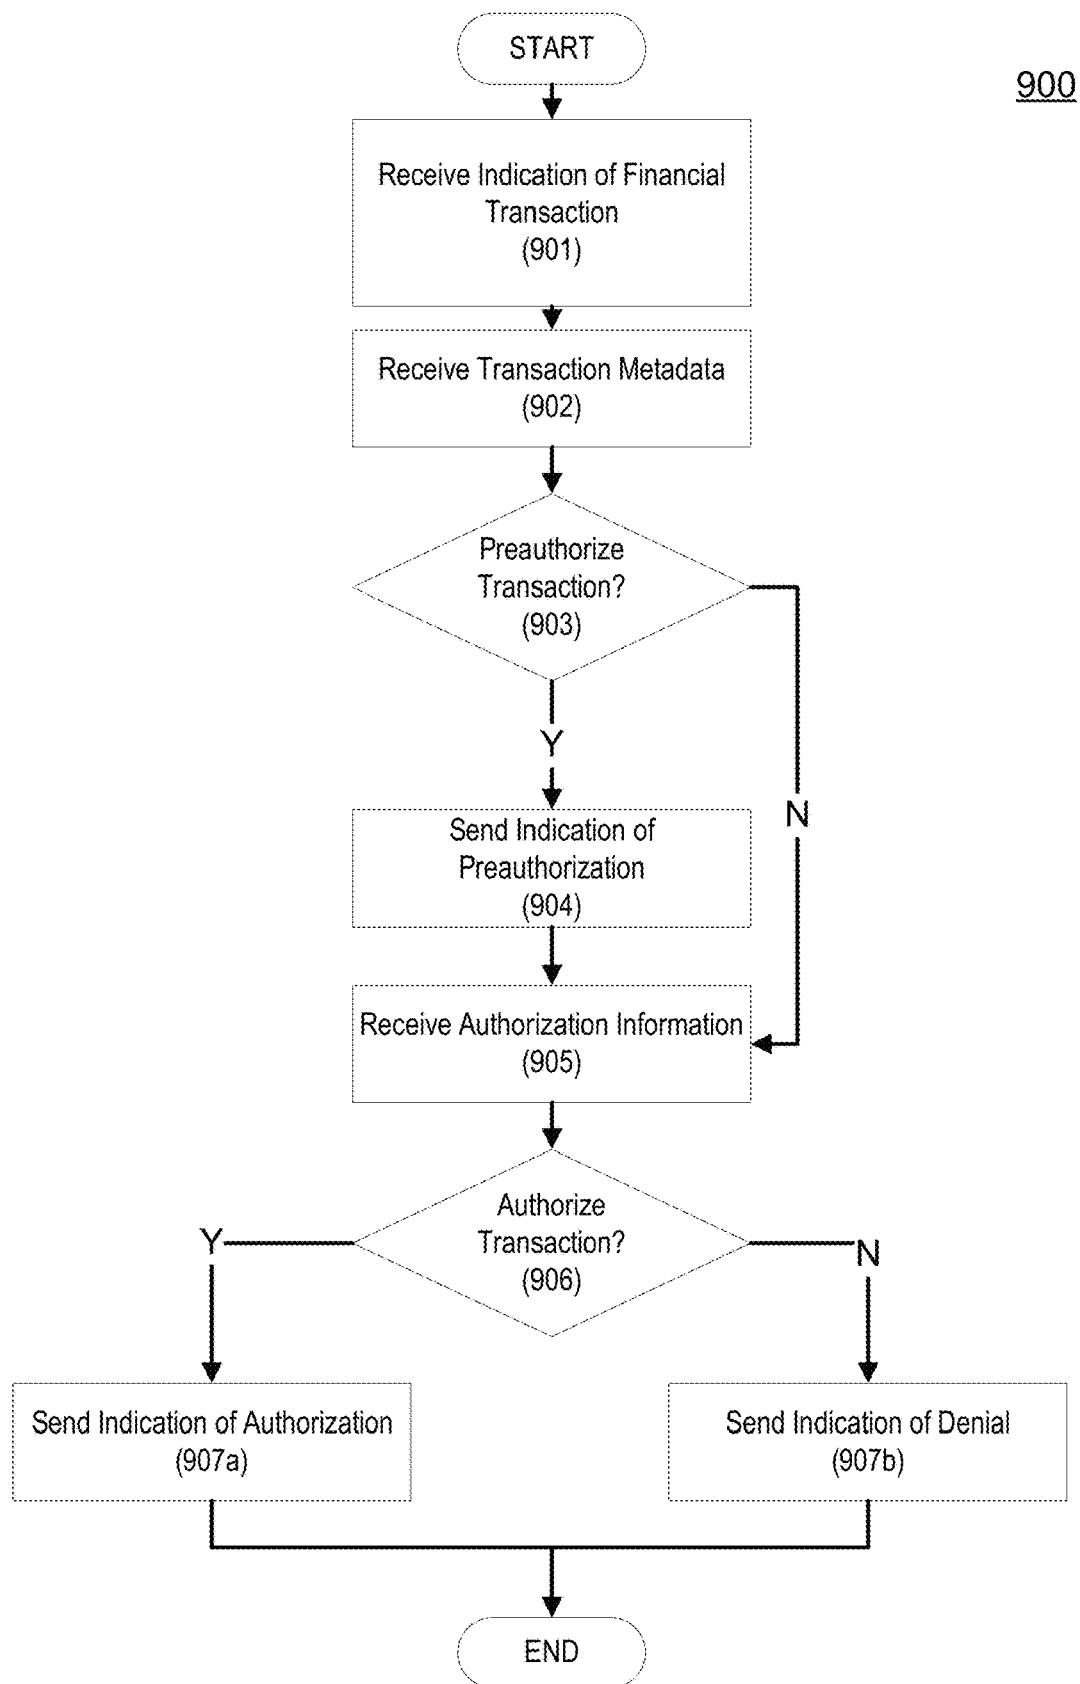 START
900
Receive Indication of Financial
Transaction
(901)
Receive Transaction Metadata
(902)
Preauthorize
Transaction?
(903)
Y
N
Send Indication of
Preauthorization
(904)
Receive Authorization Information
(905)
Authorize
Transaction?
(906)
Y
N
Send Indication of Authorization
(907a)
Send Indication of Denial
(907b)
END